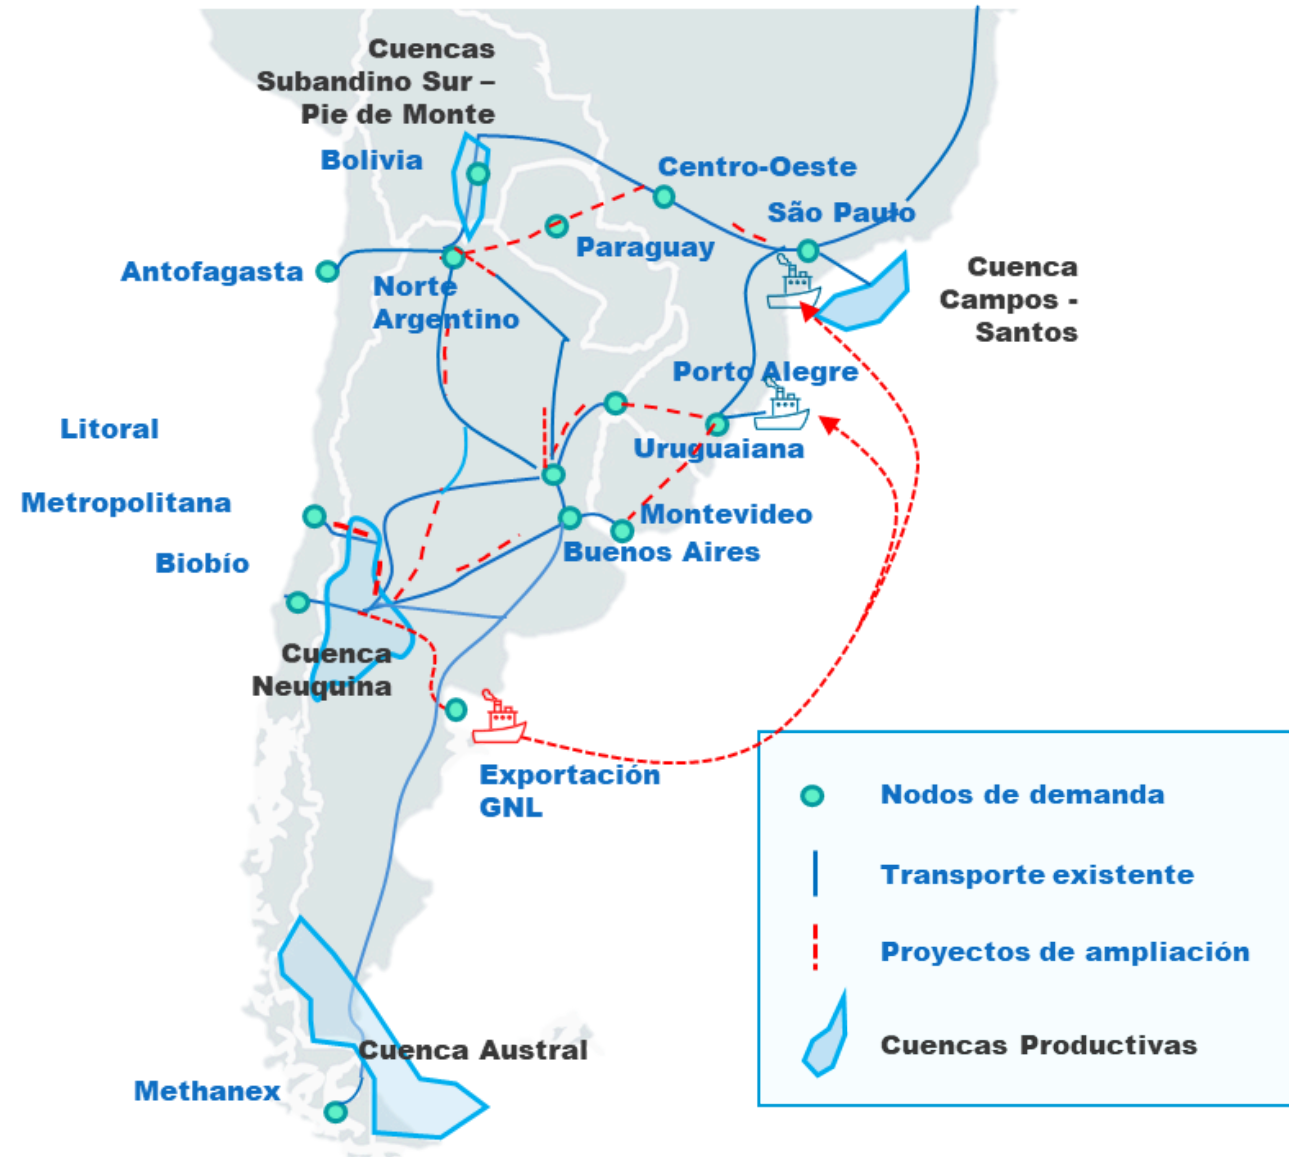 Cuencas
Subandino Sur –
Pie de Monte
Bolivia
Centro-Oeste
São Paulo
Paraguay
Antofagasta
Norte
Argentino
Cuenca
Campos -
Santos
Porto Alegre
Litoral
Uruguaiana
Metropolitana
Montevideo
Buenos Aires
Biobío
Cuenca
Neuquina
Exportación
GNL
Nodos de demanda
Transporte existente
Proyectos de ampliación
Cuencas Productivas
Cuenca Austral
Methanex